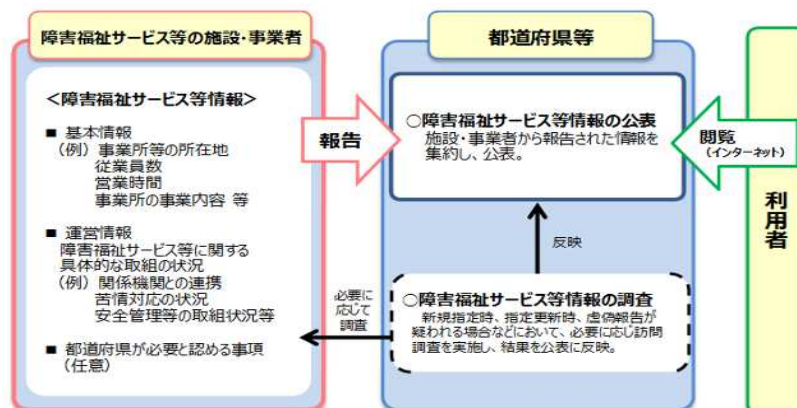 障害福祉サービス等の施設・事業者
<障害福祉サービス等情報>
■ 基本情報
(例)事業所等の所在地
従業員数
営業時間
事業所の事業内容 等
■ 運営情報
障害福祉サービス等に関する
具体的な取組の状況
(例)関係機関との連携
苦情対応の状況
安全管理等の取組状況等
■ 都道府県が必要と認める事項
(任意)
報告
必要に
応じて
調査
都道府県等
○障害福祉サービス等情報の公表
施設・事業者から報告された情報を
集約し、公表。
反映
○障害福祉サービス等情報の調査
新規指定時、指定更新時、虚偽報告が
疑われる場合などにおいて、必要に応じ訪問
調査を実施し、結果を公表に反映。
閲覧
(インターネット)
利用者